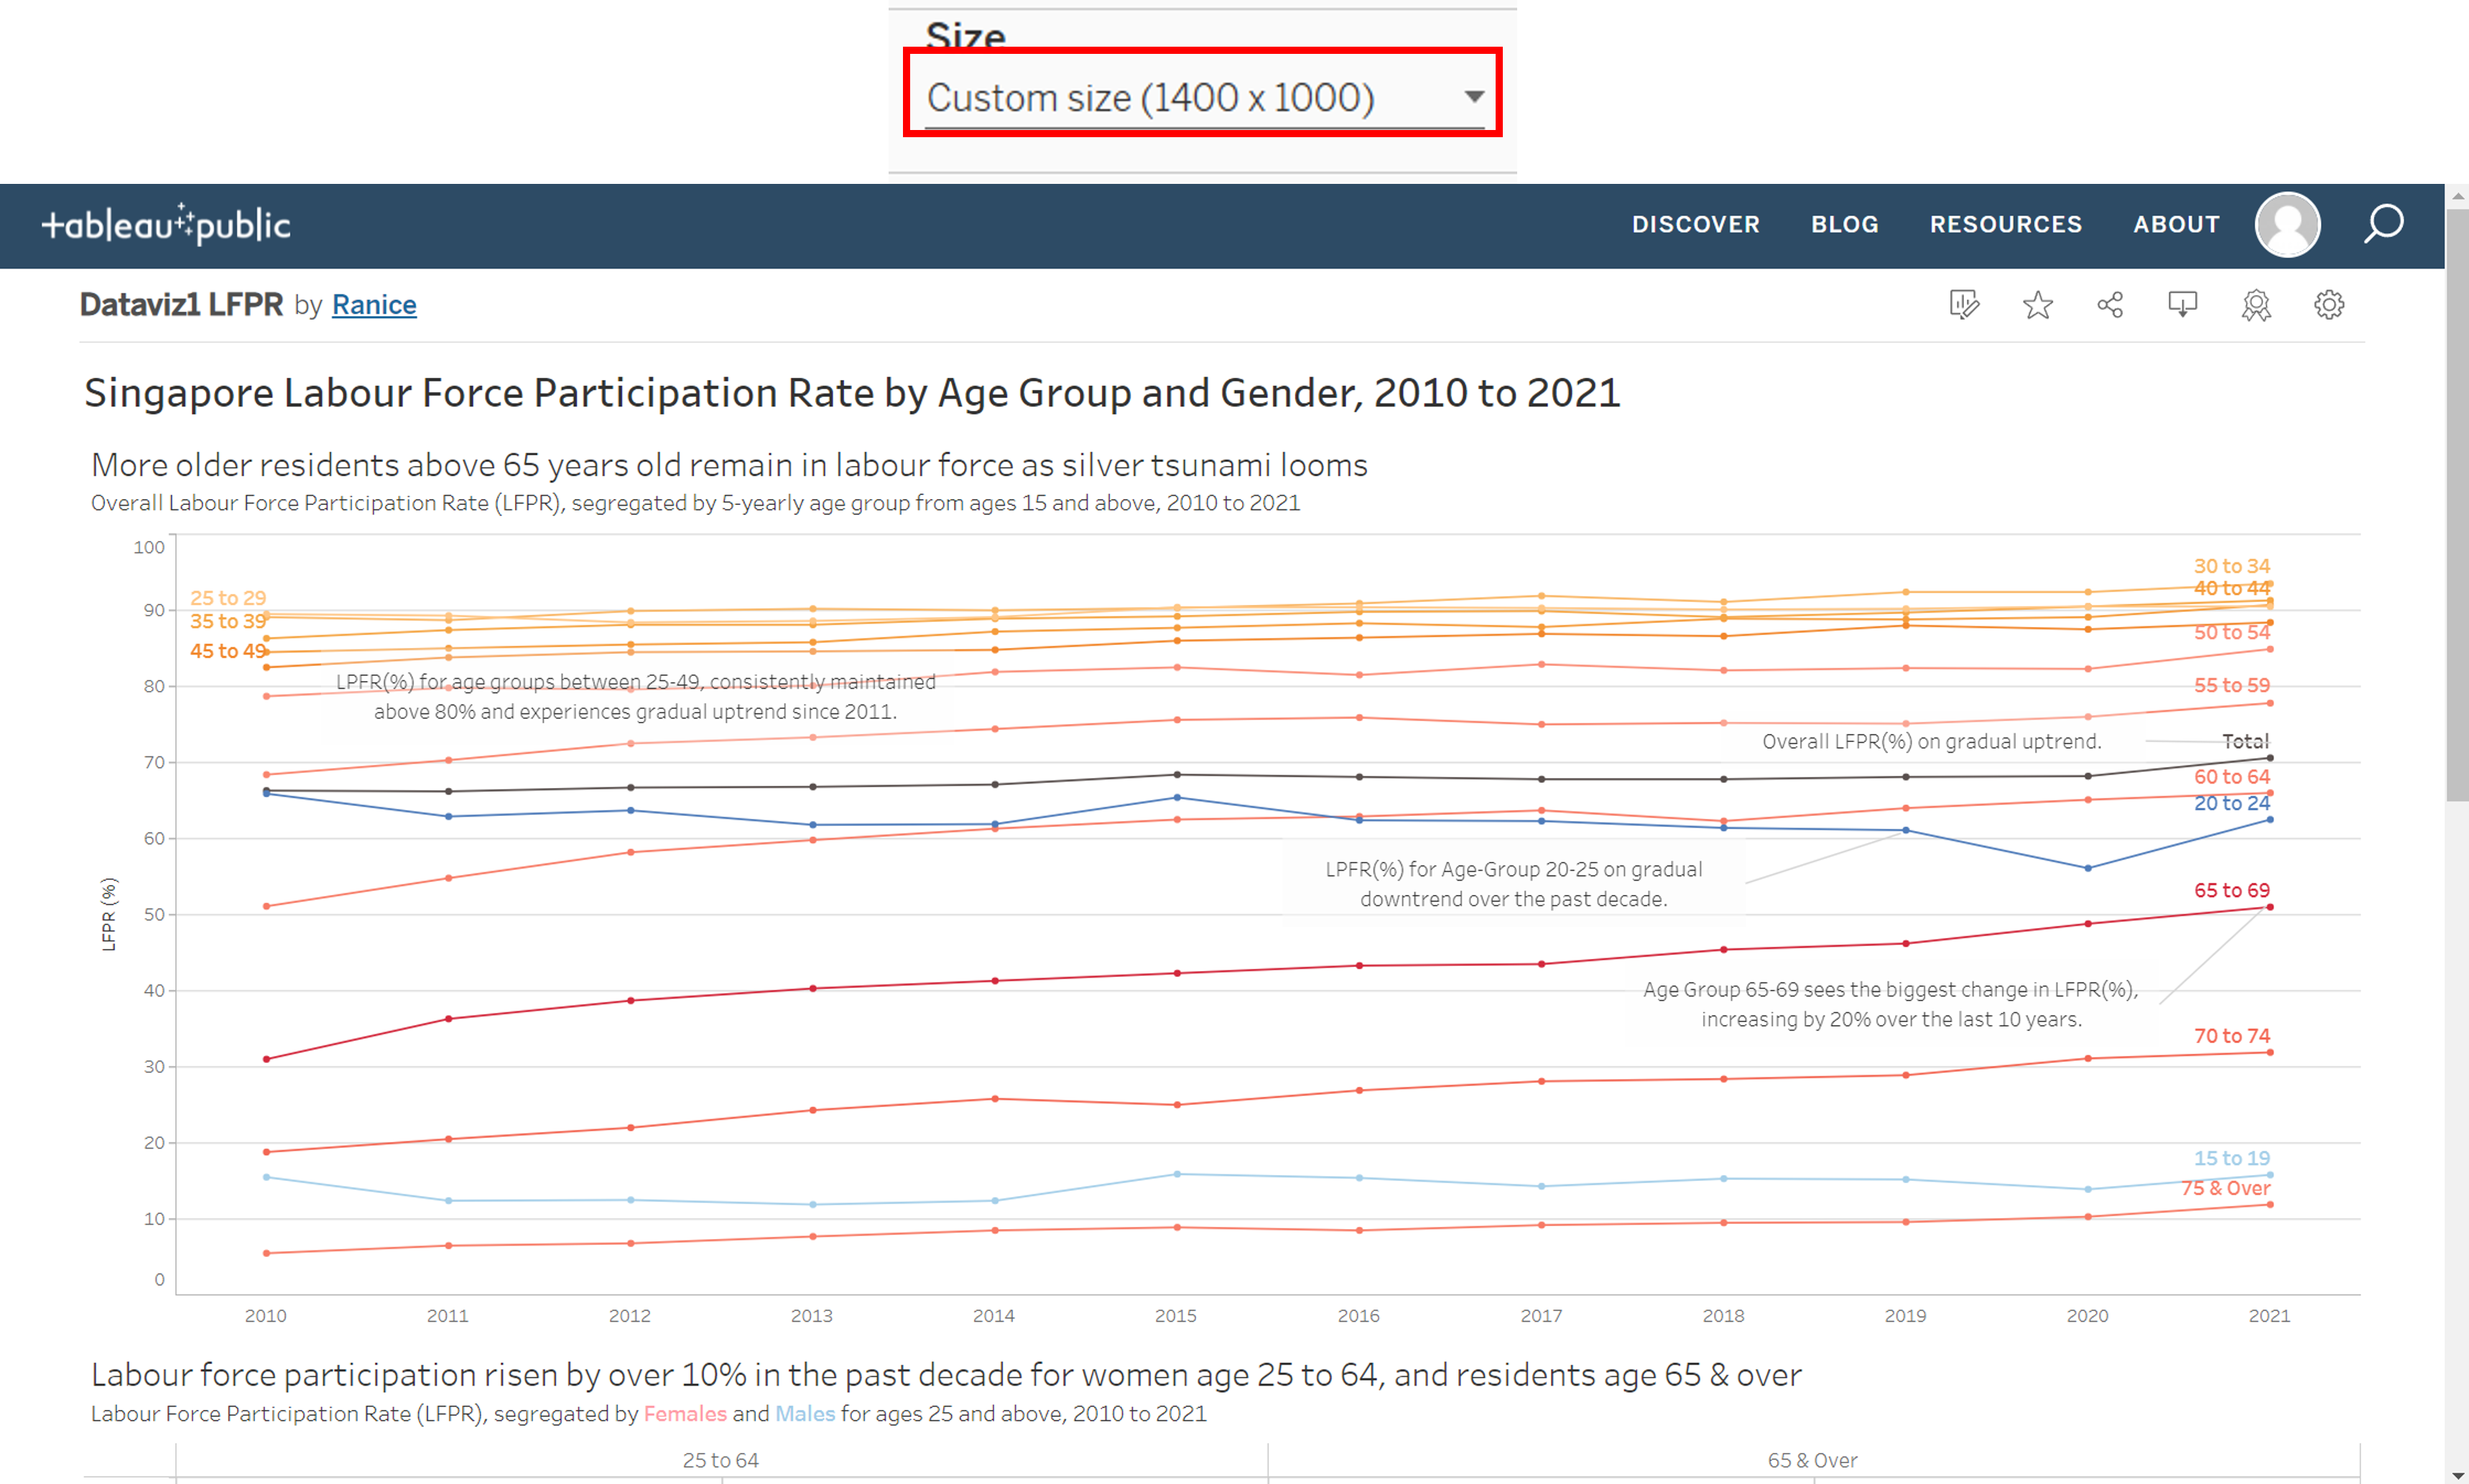 Size
Custom size (1400 x 1000)
+ableau public
DISCOVER BLOG RESOURCES ABOUT
Dataviz1 LFPR by Ranice
Singapore Labour Force Participation Rate by Age Group and Gender, 2010 to 2021
More older residents above 65 years old remain in labour force as silver tsunami looms
Overall Labour Force Participation Rate (LFPR), segregated by 5-yearly age group from ages 15 and above, 2010 to 2021
100
30 to 34
40 to 44
25 to 29
90
35 to 39
50 to 54
45 to 49
LPFR(%) for age groups between 25-49, consistently maintained
above 80% and experiences gradual uptrend since 2011.
80
55 to 59
Overall LFPR(%) on gradual uptrend.
Total
70
60 to 64
20 to 24
60
LPFR(%) for Age-Group 20-25 on gradual
downtrend over the past decade.
LFPR (%)
50
65 to 69
40
Age Group 65-69 sees the biggest change in LFPR(%),
increasing by 20% over the last 10 years.
70 to 74
30
20
15 to 19
75 & Over
10
0
2010 2011 2012 2013 2014 2015 2016 2017 2018 2019 2020 2021
Labour force participation risen by over 10% in the past decade for women age 25 to 64, and residents age 65 & over
Labour Force Participation Rate (LFPR), segregated by Females and Males for ages 25 and above, 2010 to 2021
25 to 64 65 & Over